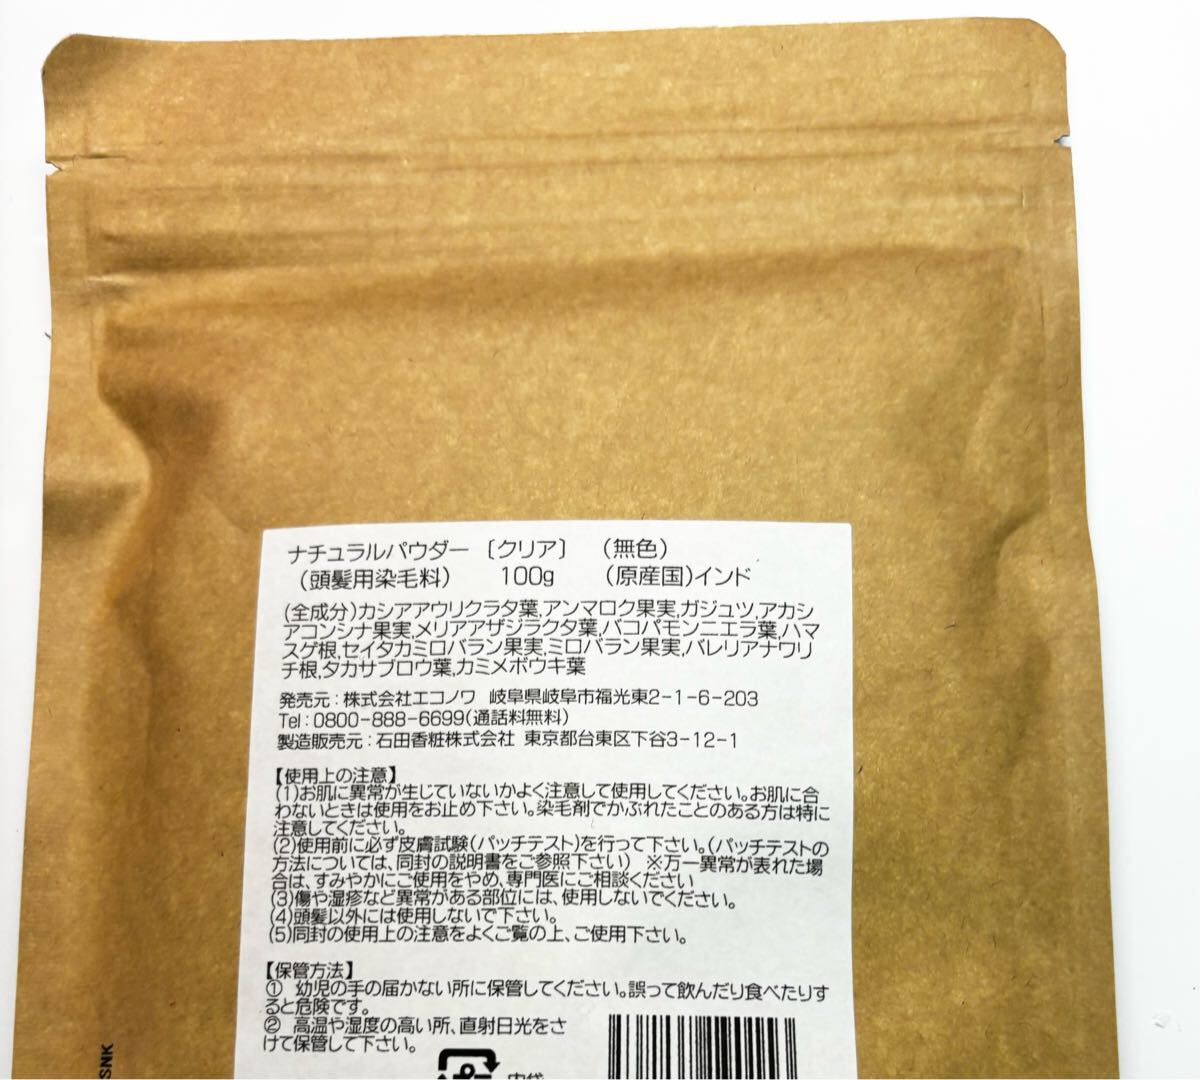 ナチュラルパウダー 〔クリア〕 (無色)
(頭髪用染毛料) 100g (原産国)インド
(全成分)カシアアウリクラタ葉,アンマロク果実,ガジュツ,アカシ
アコンシナ果実,メリアアザジラクタ葉,バコパモンニエラ葉,ハマ
スゲ根,セイタカミロバラン果実,ミロバラン果実,バレリアナワリ
チ根,タカサブロウ葉,カミメボウキ葉
発売元:株式会社エコノワ 岐阜県岐阜市福光東2-1-6-203
Tel:0800-888-6699(通話料無料)
製造販売元:石田香粧株式会社 東京都台東区下谷3-12-1
【使用上の注意】
(1)お肌に異常が生じていないかよく注意して使用してください。お肌に合
わないときは使用をお止め下さい。染毛剤でかぶれたことのある方は特に
注意してください。
(2)使用前に必ず皮膚試験(パッチテスト)を行って下さい。(パッチテストの
方法については、同封の説明書をご参照下さい) ※万一異常が表れた場
合は、すみやかにご使用をやめ、専門医にご相談ください
(3)傷や湿疹など異常がある部位には、使用しないでください。
(4)頭髪以外には使用しないで下さい。
(5)同封の使用上の注意をよくご覧の上、ご使用下さい。
【保管方法】
① 幼児の手の届かない所に保管してください。誤って飲んだり食べたりす
ると危険です。
② 高温や湿度の高い所、直射日光をさ
けて保管して下さい。
内袋
SNK